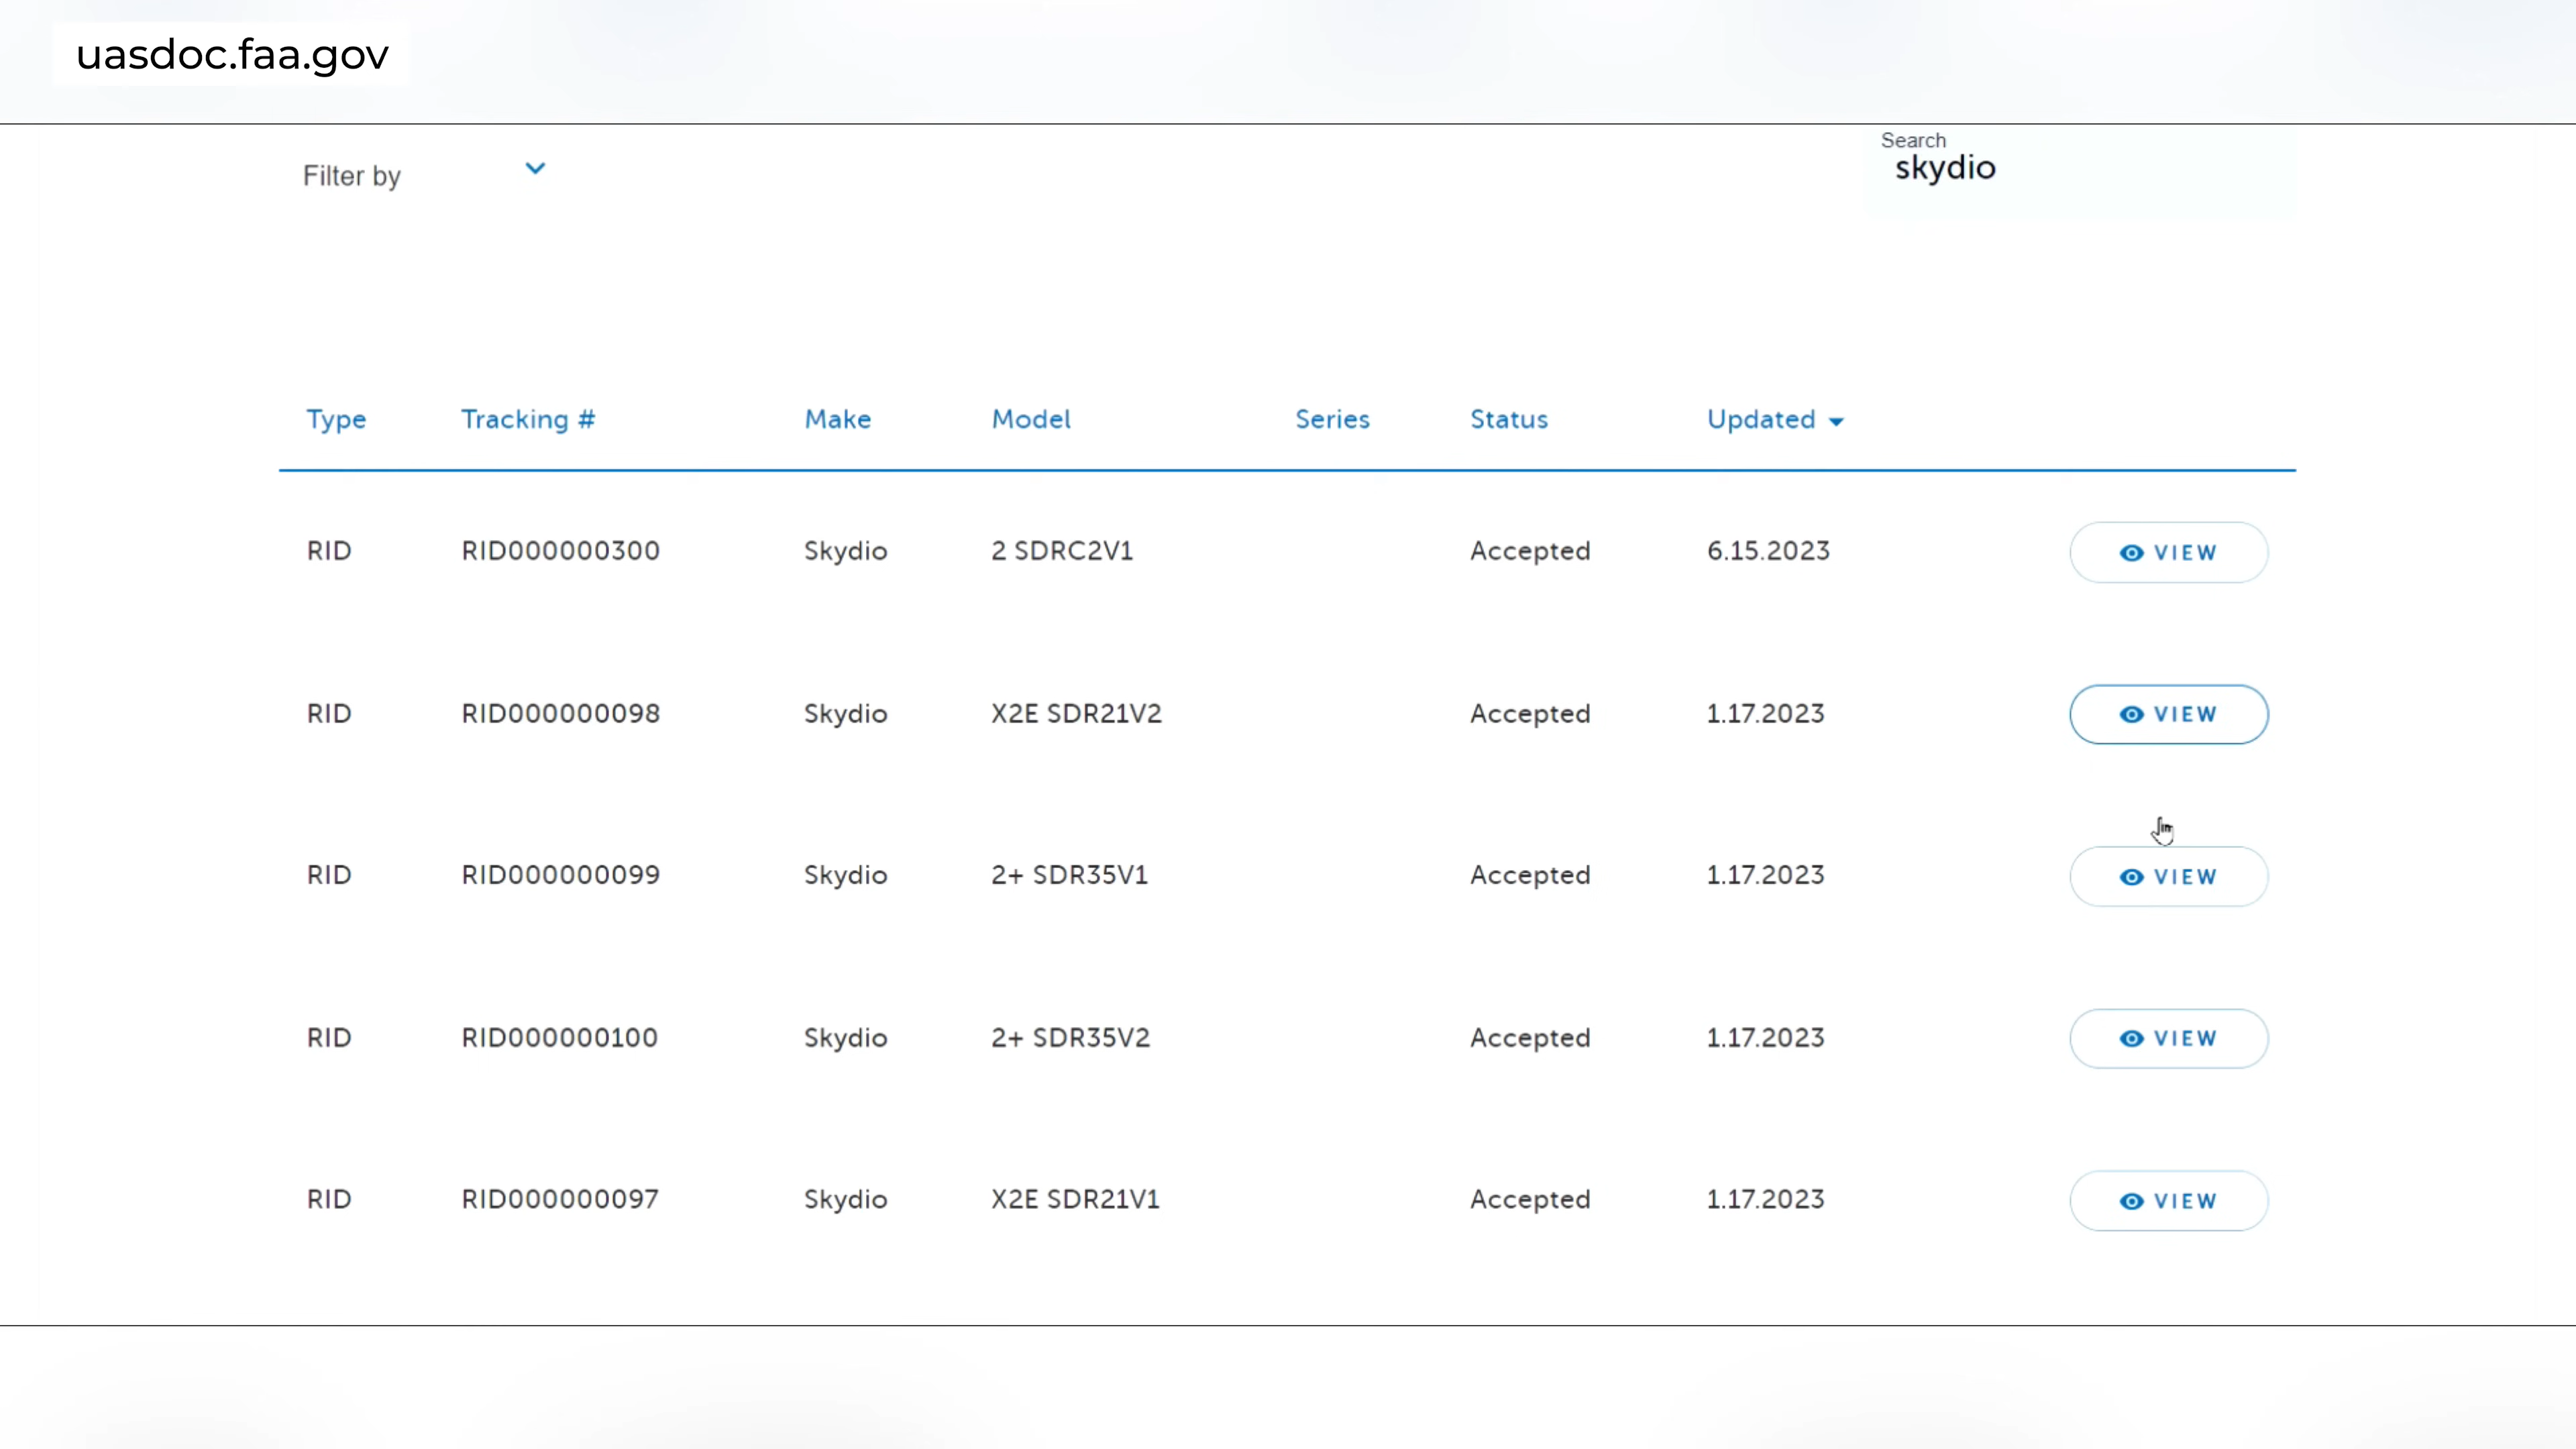 uasdoc.faa.gov
Search
Filter by skydio
Type Tracking # Make Model Series Status Updated
RID RID000000300 Skydio 2 SDRC2V1 Accepted 6.15.2023 VIEW
RID RID000000098 Skydio X2E SDR21V2 Accepted 1.17.2023 VIEW
RID RID000000099 Skydio 2+ SDR35V1 Accepted 1.17.2023 VIEW
RID RID000000100 Skydio 2+ SDR35V2 Accepted 1.17.2023 VIEW
RID RID000000097 Skydio X2E SDR21V1 Accepted 1.17.2023 VIEW